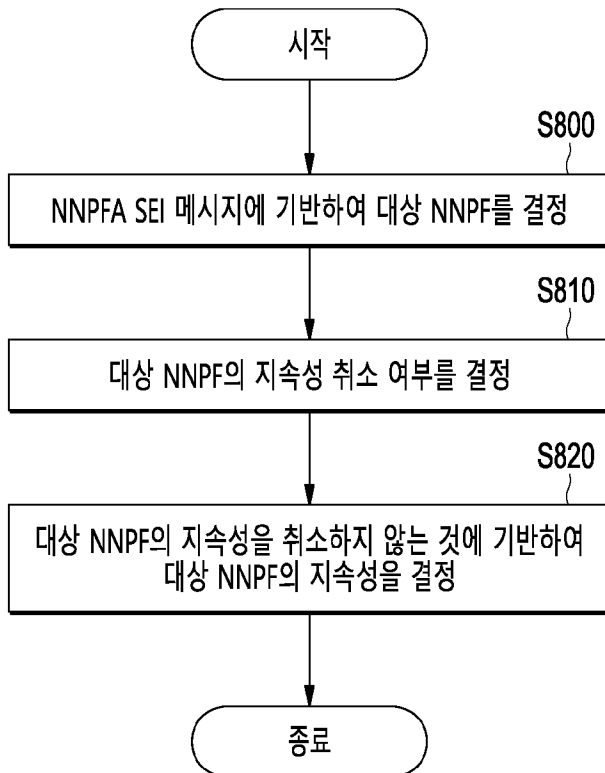 시작
S800
NNPFA SEI 메시지에 기반하여 대상 NNPF를 결정
S810
대상 NNPF의 지속성 취소 여부를 결정
S820
대상 NNPF의 지속성을 취소하지 않는 것에 기반하여
대상 NNPF의 지속성을 결정
종료